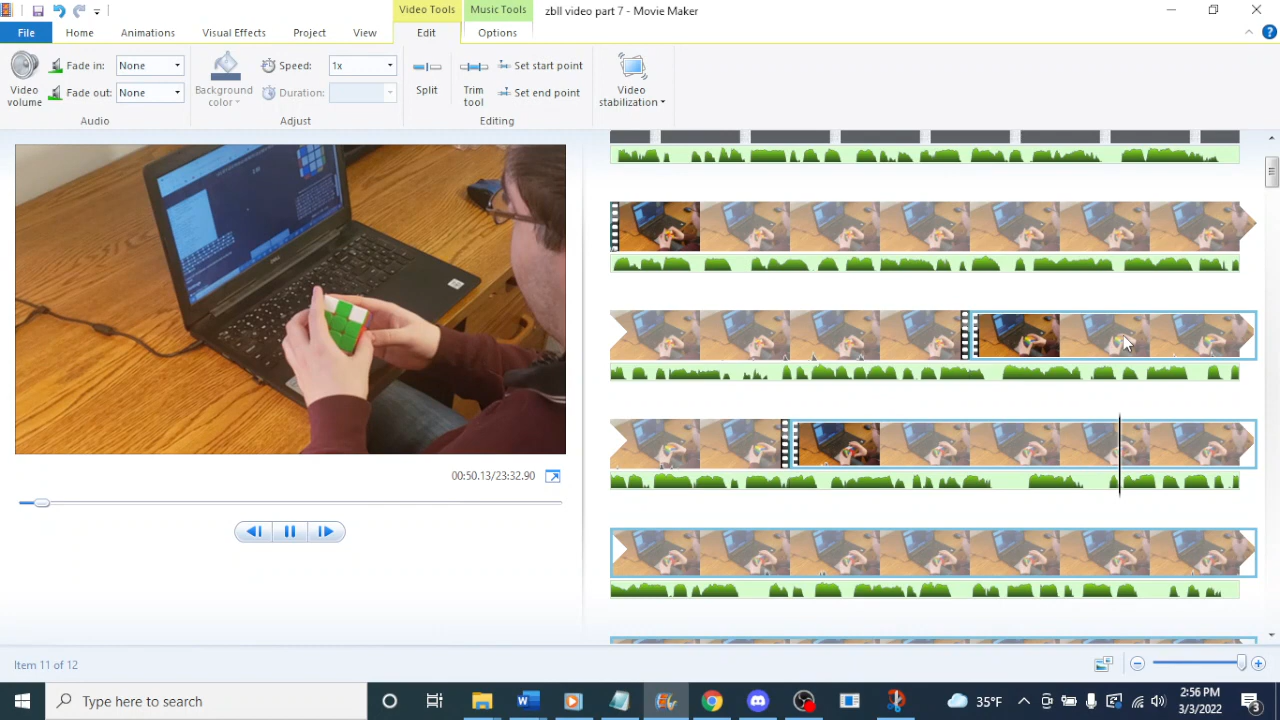 Video Tools
Music Tools
zbll video part 7 - Movie Maker
File
Home
Animations
Visual Effects
Project
View
Edit
Options
Fade in:
None
Speed:
1x
Set start point
Fade out:
None
Duration:
Set end point
Video
volume
Background
color
Split
Trim
tool
Video
stabilization
Audio
Adjust
Editing
00:50.13/23:32.90
Item 11 of 12
Type here to search
35°F
2:56 PM
3/3/2022
3